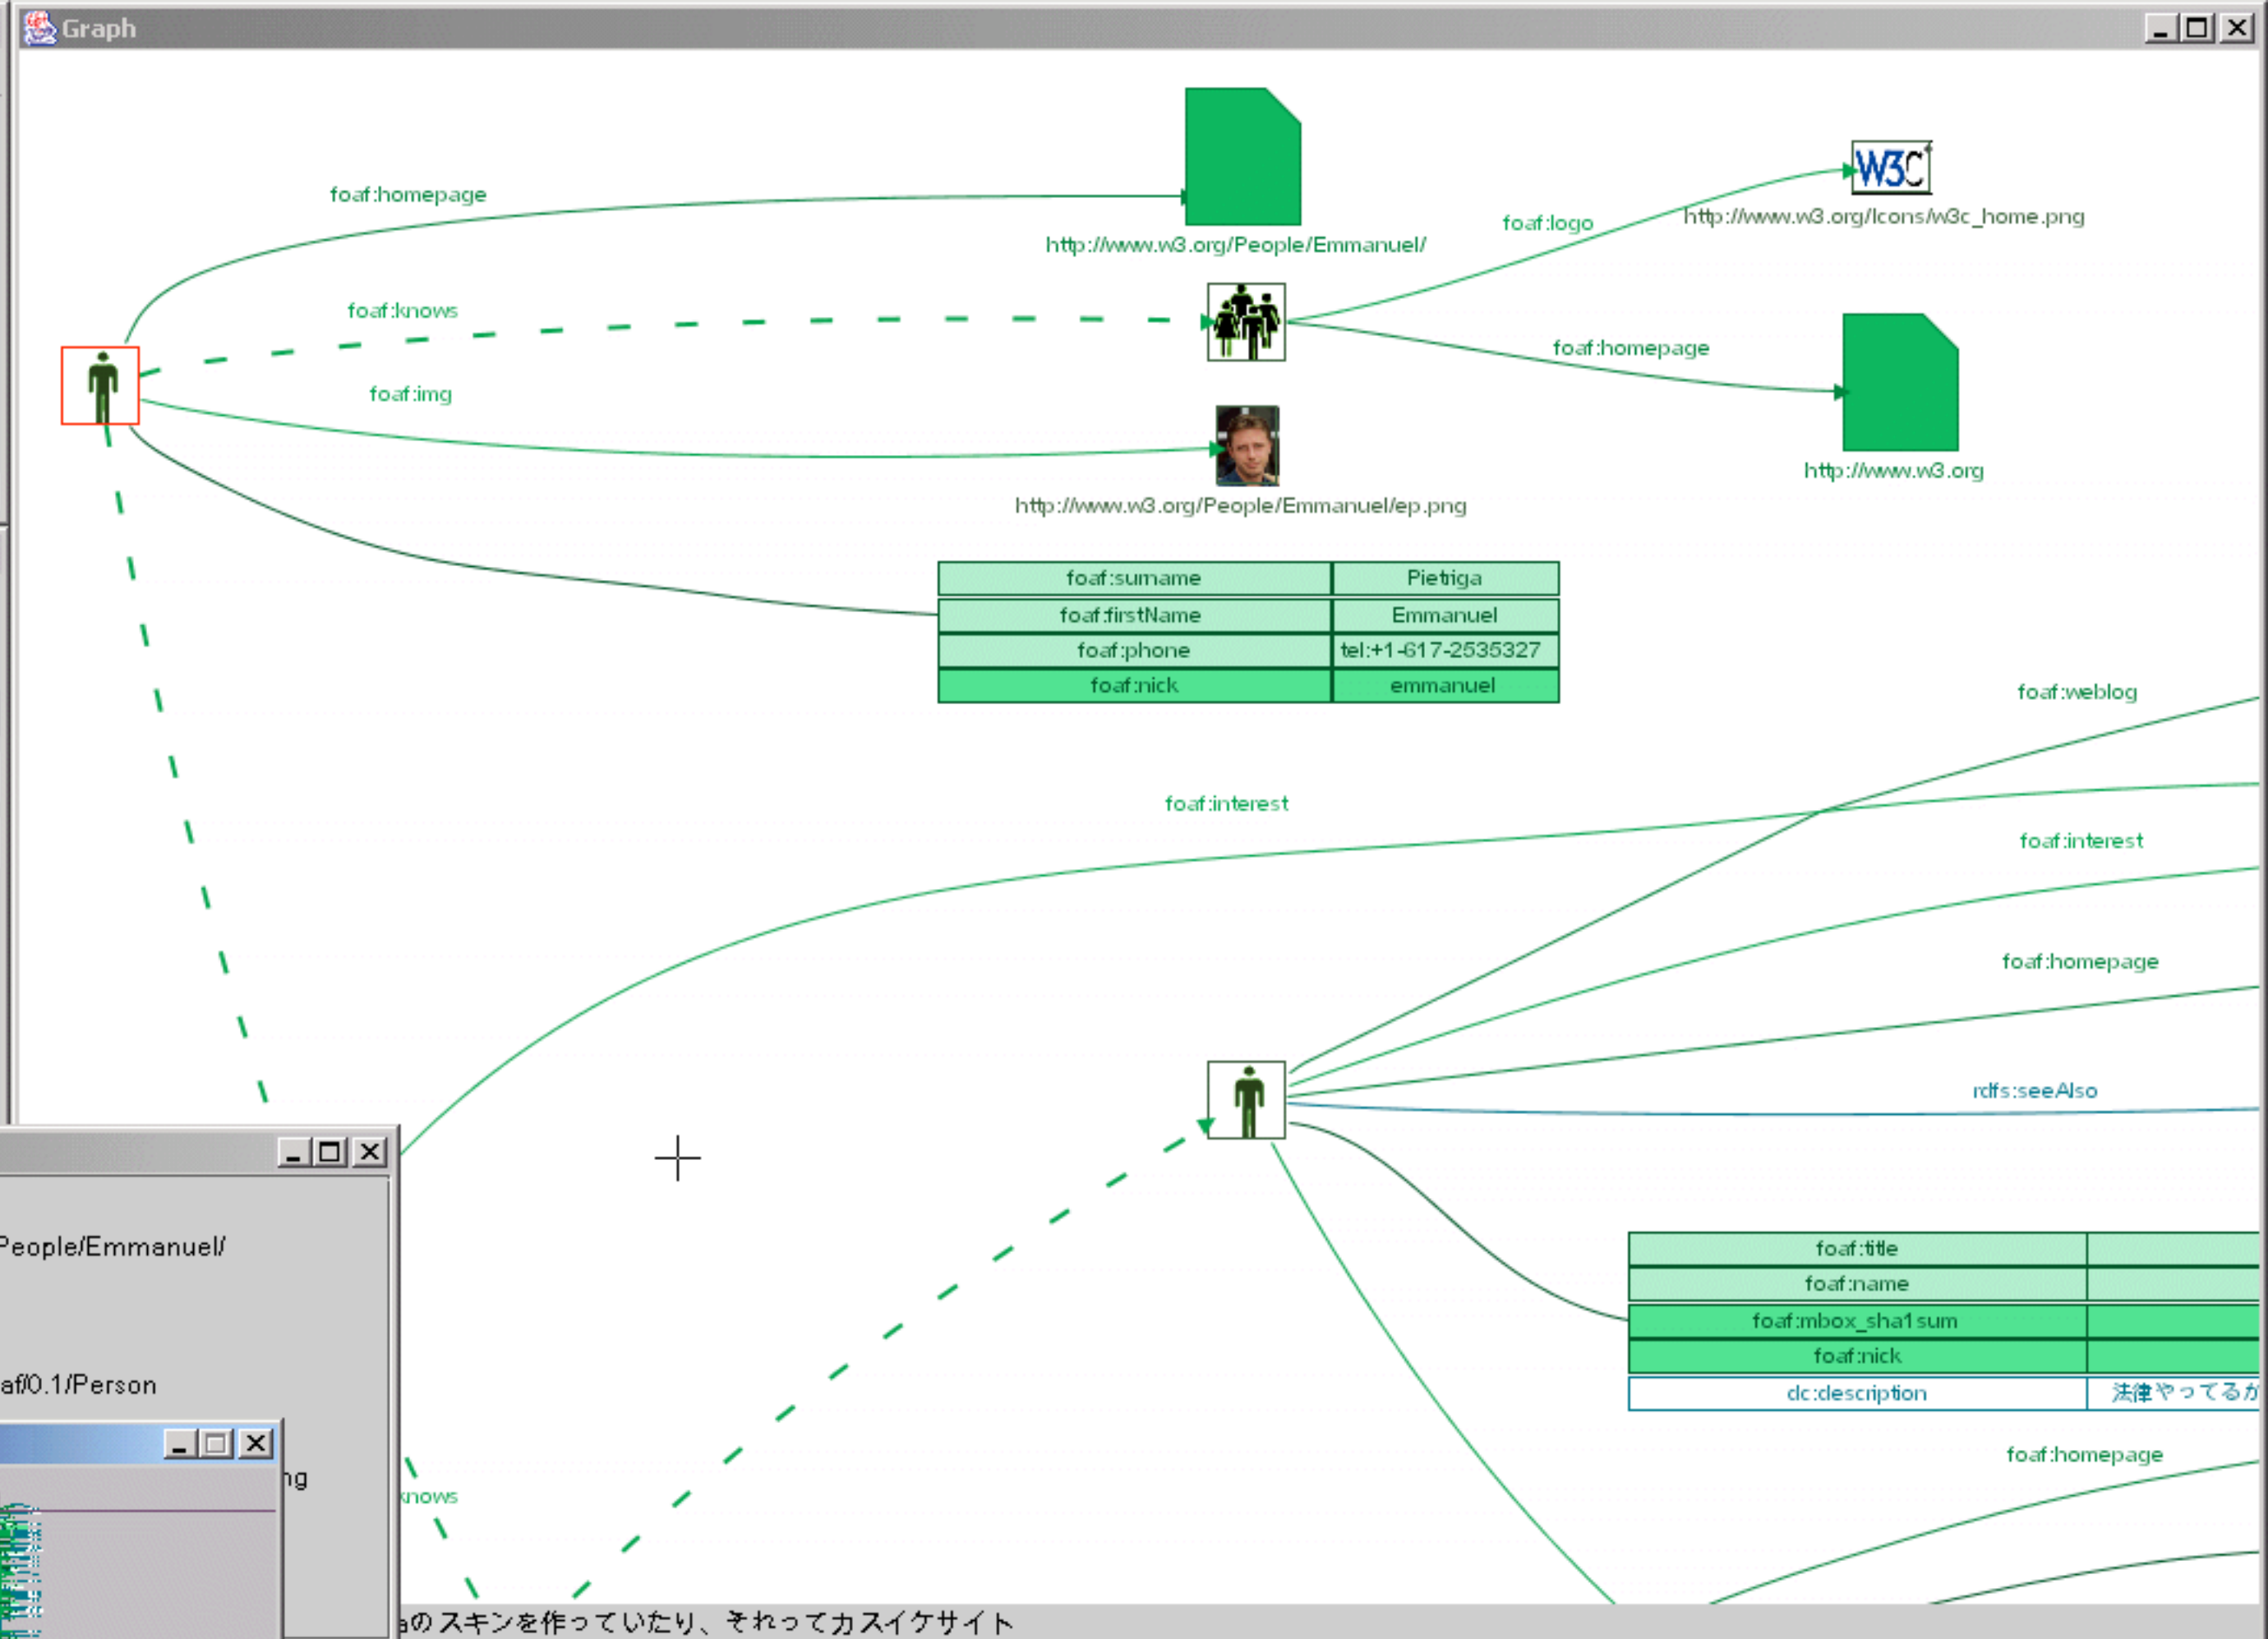 Graph
foaf:homepage
http://www.w3.org/People/Emmanuel/
W3C
http://www.w3.org/Icons/w3c_home.png
foaf:logo
foaf:knows
foaf:homepage
foaf:img
http://www.w3.org
http://www.w3.org/People/Emmanuel/ep.png
foaf:surname Pietriga
foaf:firstName Emmanuel
foaf:phone tel:+1-617-2535327
foaf:nick emmanuel
foaf:weblog
foaf:interest
foaf:interest
foaf:homepage
rdfs:seeAlso
foaf:title
foaf:name
foaf:mbox_sha1sum
foaf:nick
dc:description 法律やってるか
foaf:homepage
People/Emmanuel/
af/0.1/Person
ng
knows
aのスキンを作っていたり、それってカスイケサイト